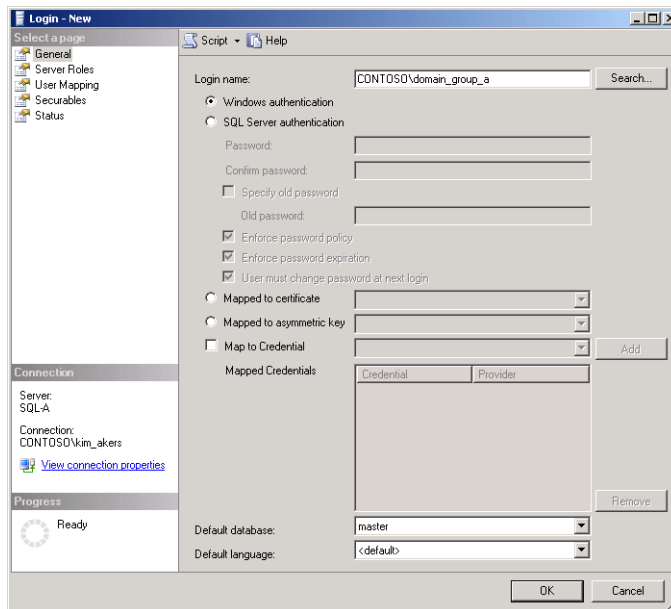 Login - New
Select a page
General
Server Roles
User Mapping
Securables
Status
Script Help
Login name: CONTOSO\domain_group_a Search...
Windows authentication
SQL Server authentication
Password:
Confirm password:
Specify old password
Old password:
Enforce password policy
Enforce password expiration
User must change password at next login
Mapped to certificate
Mapped to asymmetric key
Map to Credential Add
Mapped Credentials Credential Provider
Remove
Default database: master
Default language: <default>
Connection
Server:
SQL-A
Connection:
CONTOSO\kim_akers
View connection properties
Progress
Ready
OK Cancel